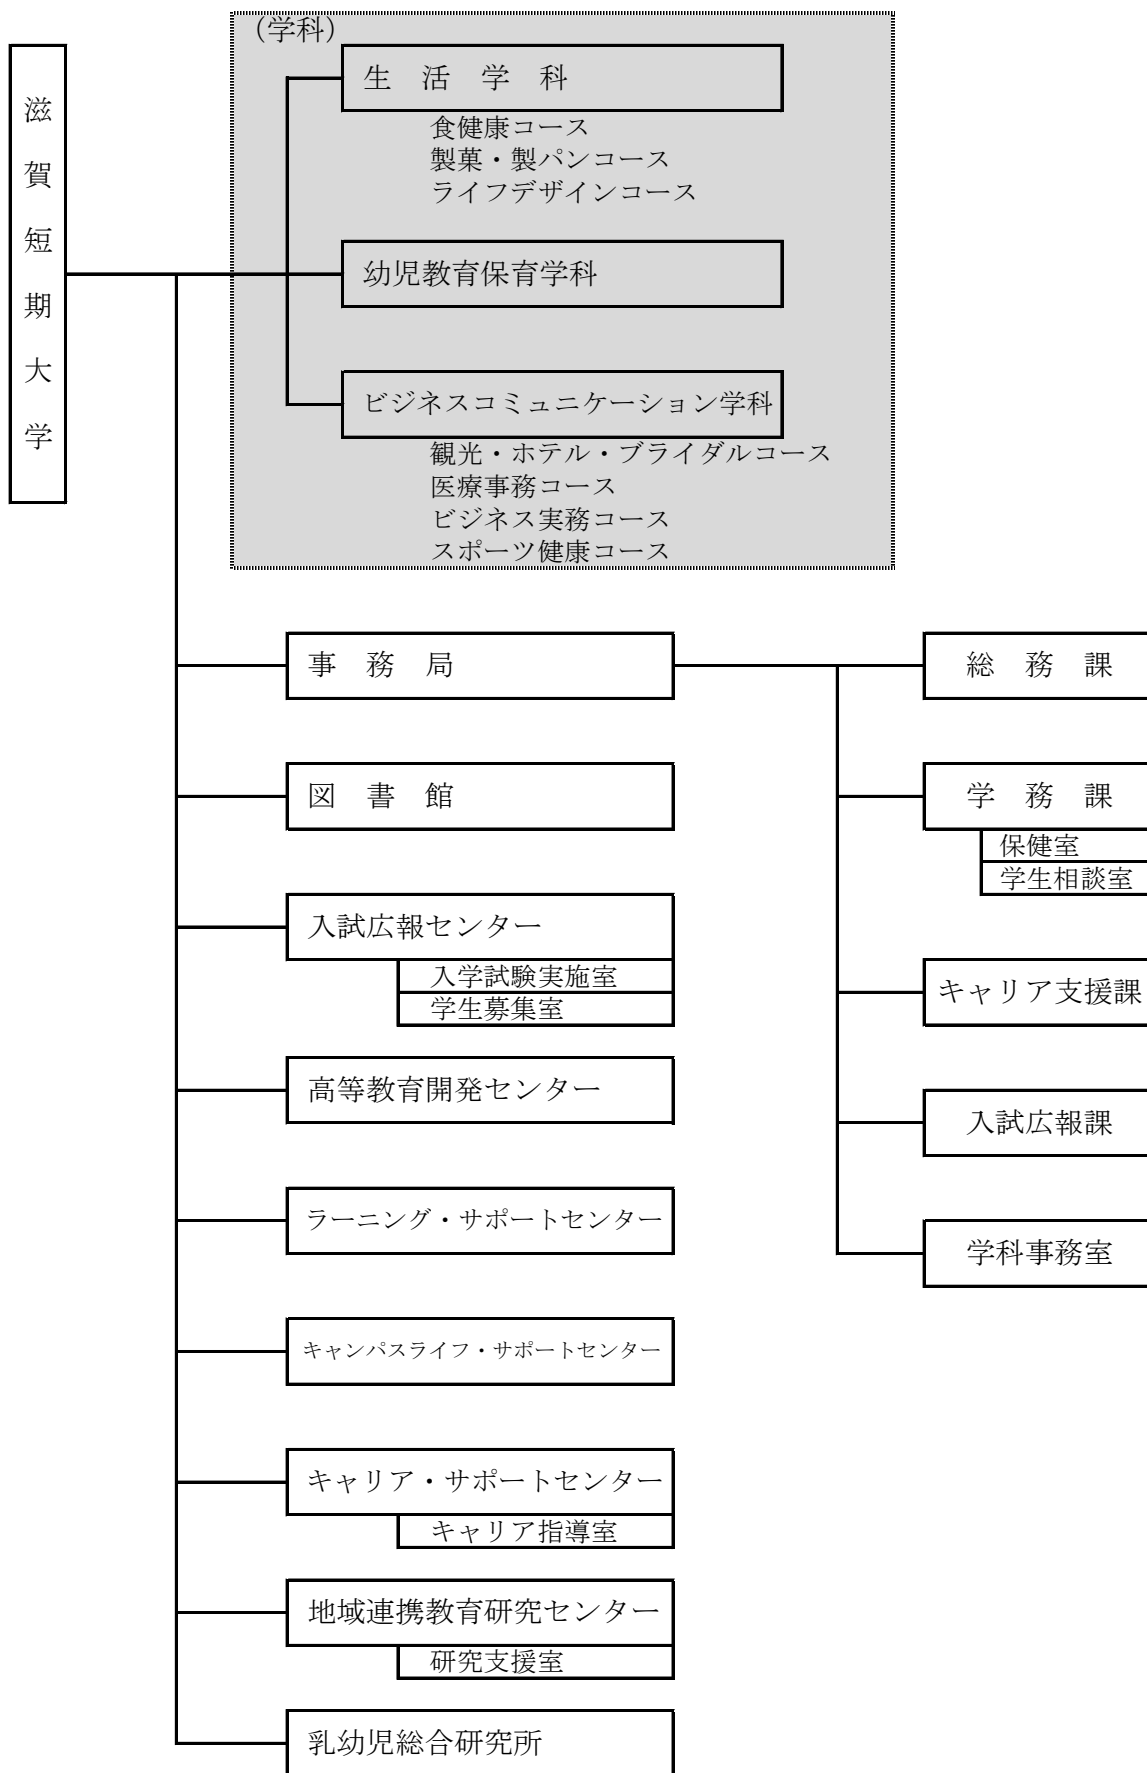 滋賀短期大学
（学科）
生　活　学　科
食健康コース
製菓・製パンコース
ライフデザインコース
幼児教育保育学科
ビジネスコミュニケーション学科
観光・ホテル・ブライダルコース
医療事務コース
ビジネス実務コース
スポーツ健康コース
事　務　局
総　務　課
図　書　館
学　務　課
保健室
学生相談室
入試広報センター
入学試験実施室
学生募集室
キャリア支援課
高等教育開発センター
入試広報課
ラーニング・サポートセンター
学科事務室
キャンパスライフ・サポートセンター
キャリア・サポートセンター
キャリア指導室
地域連携教育研究センター
研究支援室
乳幼児総合研究所